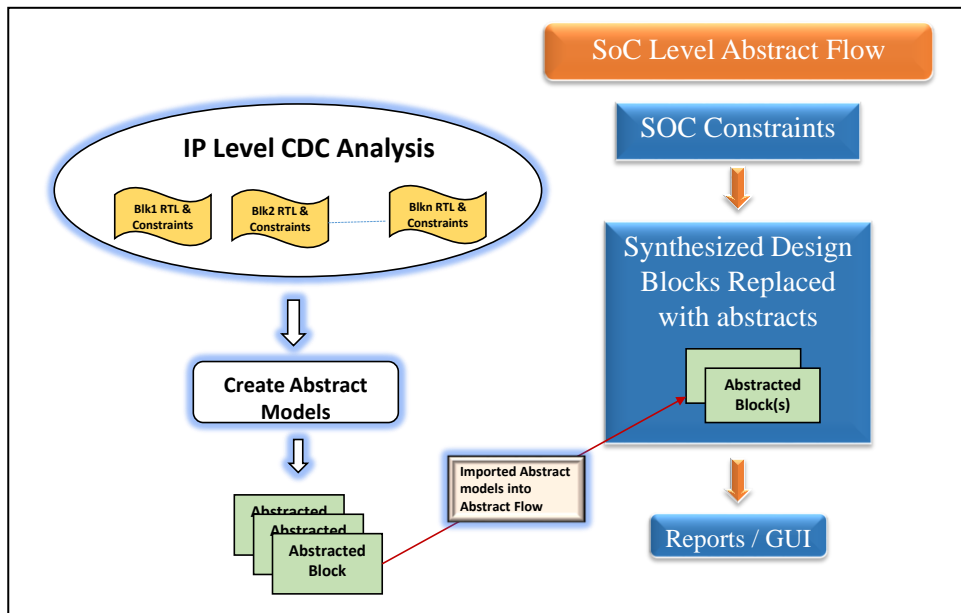 SoC Level Abstract Flow
IP Level CDC Analysis
Blk1 RTL &
Constraints
Blk2 RTL &
Constraints
Blkn RTL &
Constraints
Create Abstract
Models
Abstracted
Abstracted
Abstracted
Block
Imported Abstract
models into
Abstract Flow
SOC Constraints
Synthesized Design
Blocks Replaced
with abstracts
Abstracted
Block(s)
Reports / GUI